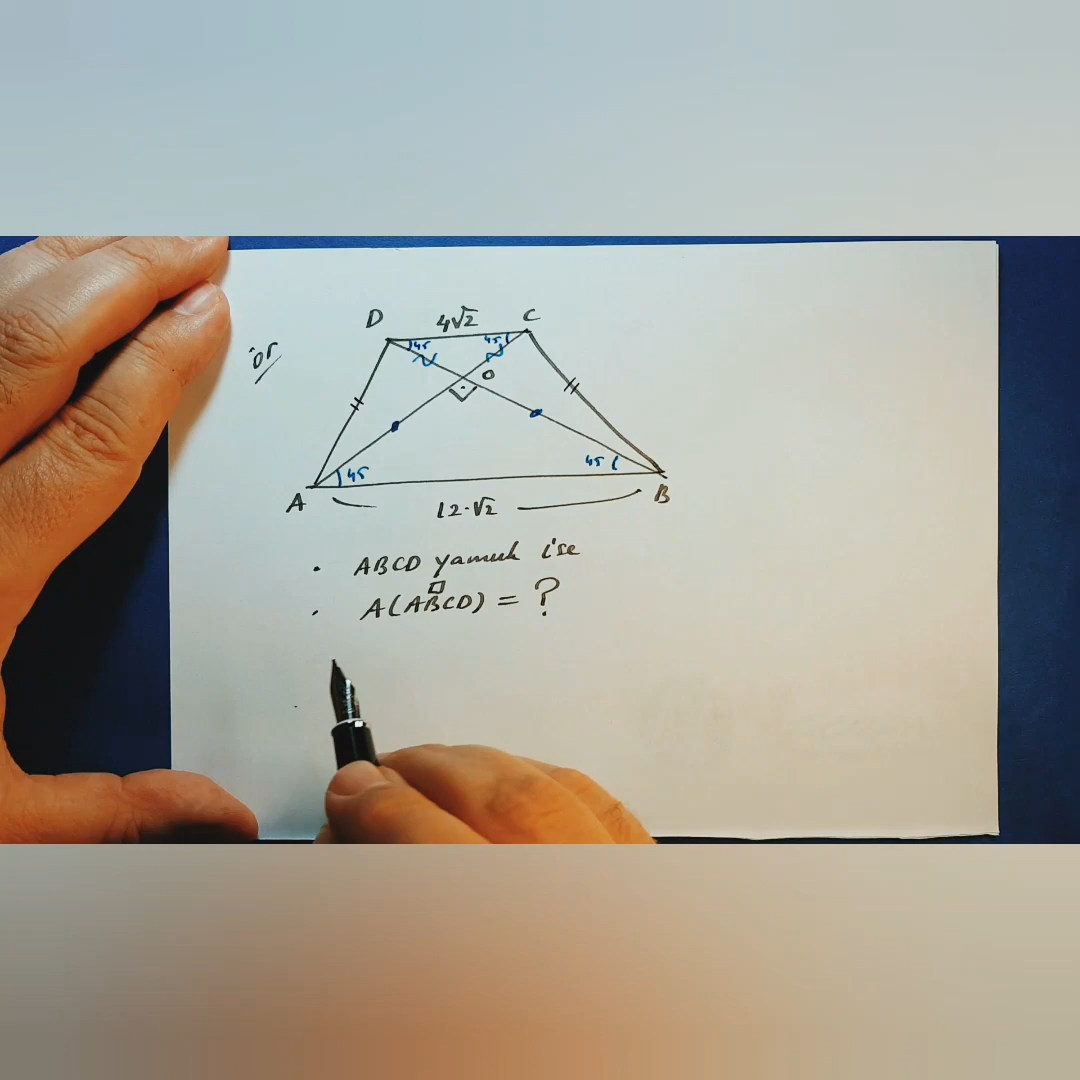 D 4√2 C
ör
45 45
O
45 45
A 12·√2 B
· ABCD yamuk ise
· A(ABCD) = ?